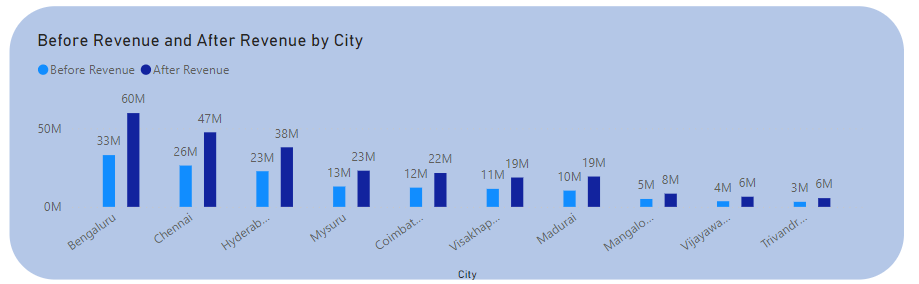 Before Revenue and After Revenue by City
Before Revenue After Revenue
60M
47M
38M
33M
26M
23M
13M
23M
12M
22M
11M
19M
10M
19M
5M
8M
4M
6M
3M
6M
50M
0M
Bengaluru
Chennai
Hyderab...
Mysuru
Coimbat...
Visakhap...
Madurai
Mangalo...
Vijayawa...
Trivandr...
City